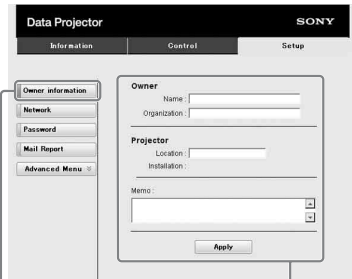 Data Projector
SONY
Information Control Setup
Owner information
Network
Password
Mail Report
Advanced Menu
Owner
Name :
Organization :
Projector
Location :
Installation :
Memo :
Apply